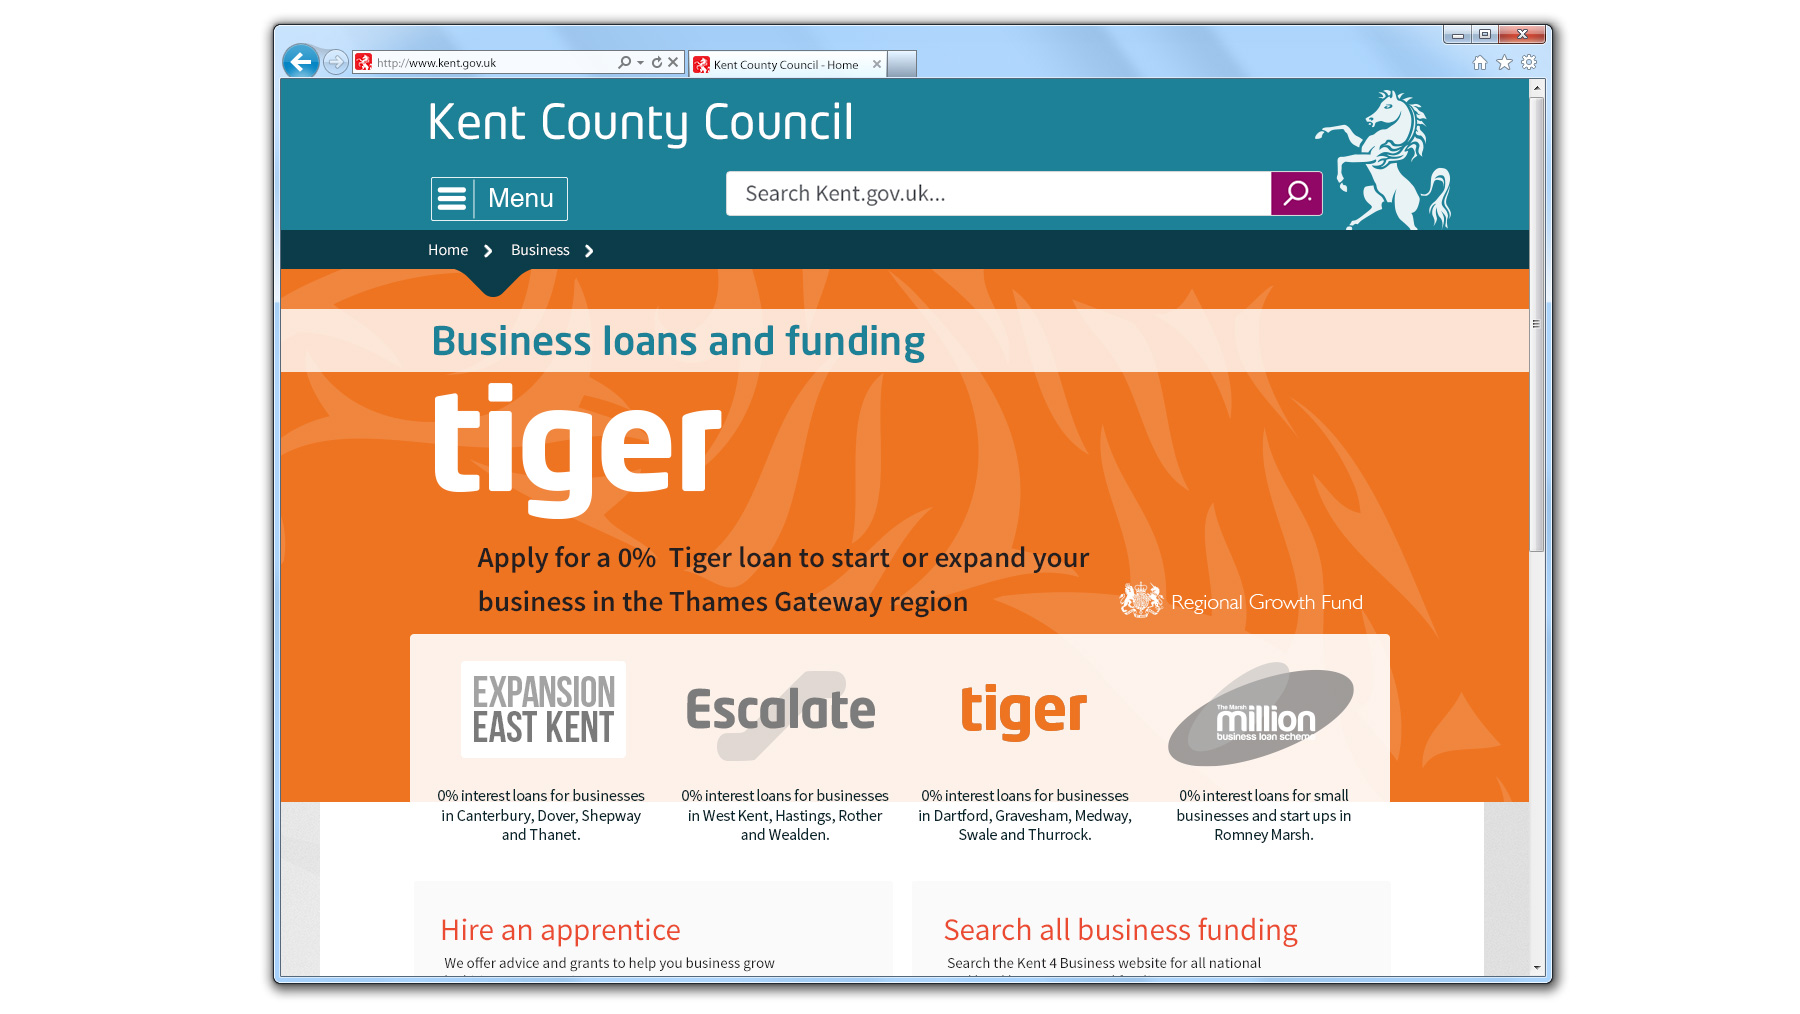 http://www.kent.gov.uk
Kent County Council - Home
Kent County Council
Menu
Search Kent.gov.uk...
Home
Business
Business loans and funding
tiger
Apply for a 0% Tiger loan to start or expand your
business in the Thames Gateway region
Regional Growth Fund
EXPANSION
EAST KENT
Escalate
tiger
The Marsh
million
business loan scheme
0% interest loans for businesses
in Canterbury, Dover, Shepway
and Thanet.
0% interest loans for businesses
in West Kent, Hastings, Rother
and Wealden.
0% interest loans for businesses
in Dartford, Gravesham, Medway,
Swale and Thurrock.
0% interest loans for small
businesses and start ups in
Romney Marsh.
Hire an apprentice
We offer advice and grants to help you business grow
Search all business funding
Search the Kent 4 Business website for all national